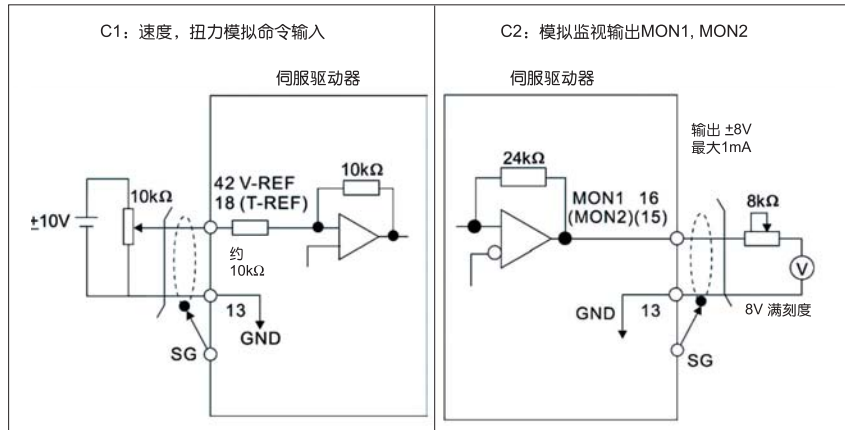 C1：速度，扭力模拟命令输入
伺服驱动器
±10V
10kΩ
42 V-REF
18 (T-REF)
10kΩ
约
10kΩ
13
GND
SG
C2：模拟监视输出MON1, MON2
伺服驱动器
输出 ±8V
最大1mA
24kΩ
MON1 16
(MON2)(15)
8kΩ
V
GND
13
8V 满刻度
SG